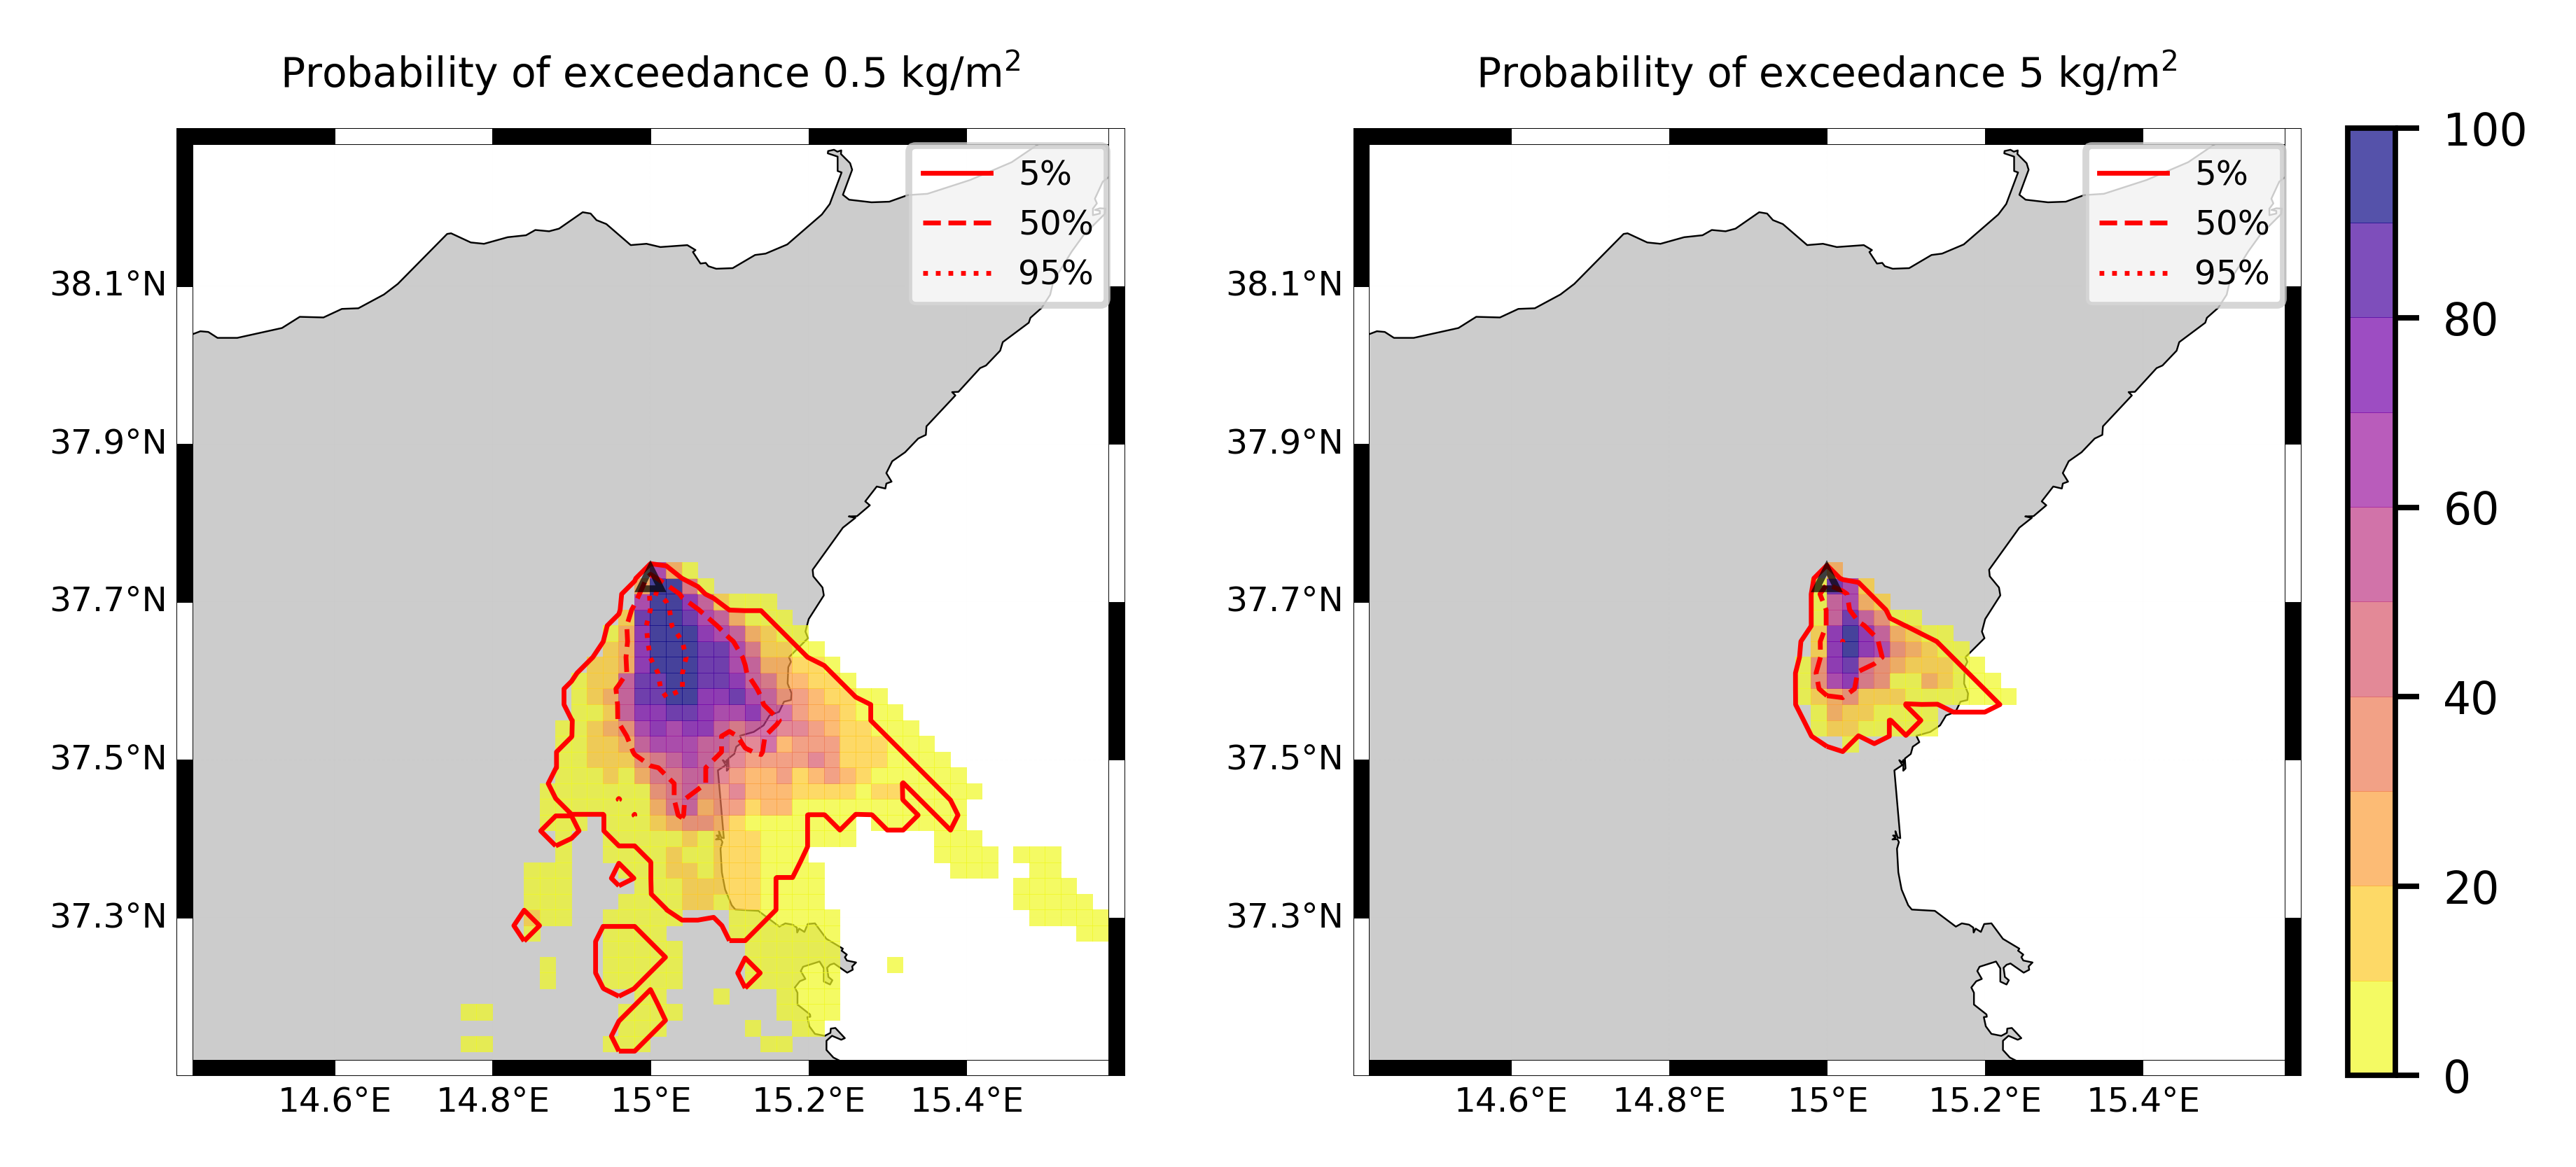 Probability of exceedance 0.5 kg/m²
5%
50%
95%
38.1°N
37.9°N
37.7°N
37.5°N
37.3°N
14.6°E
14.8°E
15°E
15.2°E
15.4°E
Probability of exceedance 5 kg/m²
5%
50%
95%
38.1°N
37.9°N
37.7°N
37.5°N
37.3°N
14.6°E
14.8°E
15°E
15.2°E
15.4°E
100
80
60
40
20
0